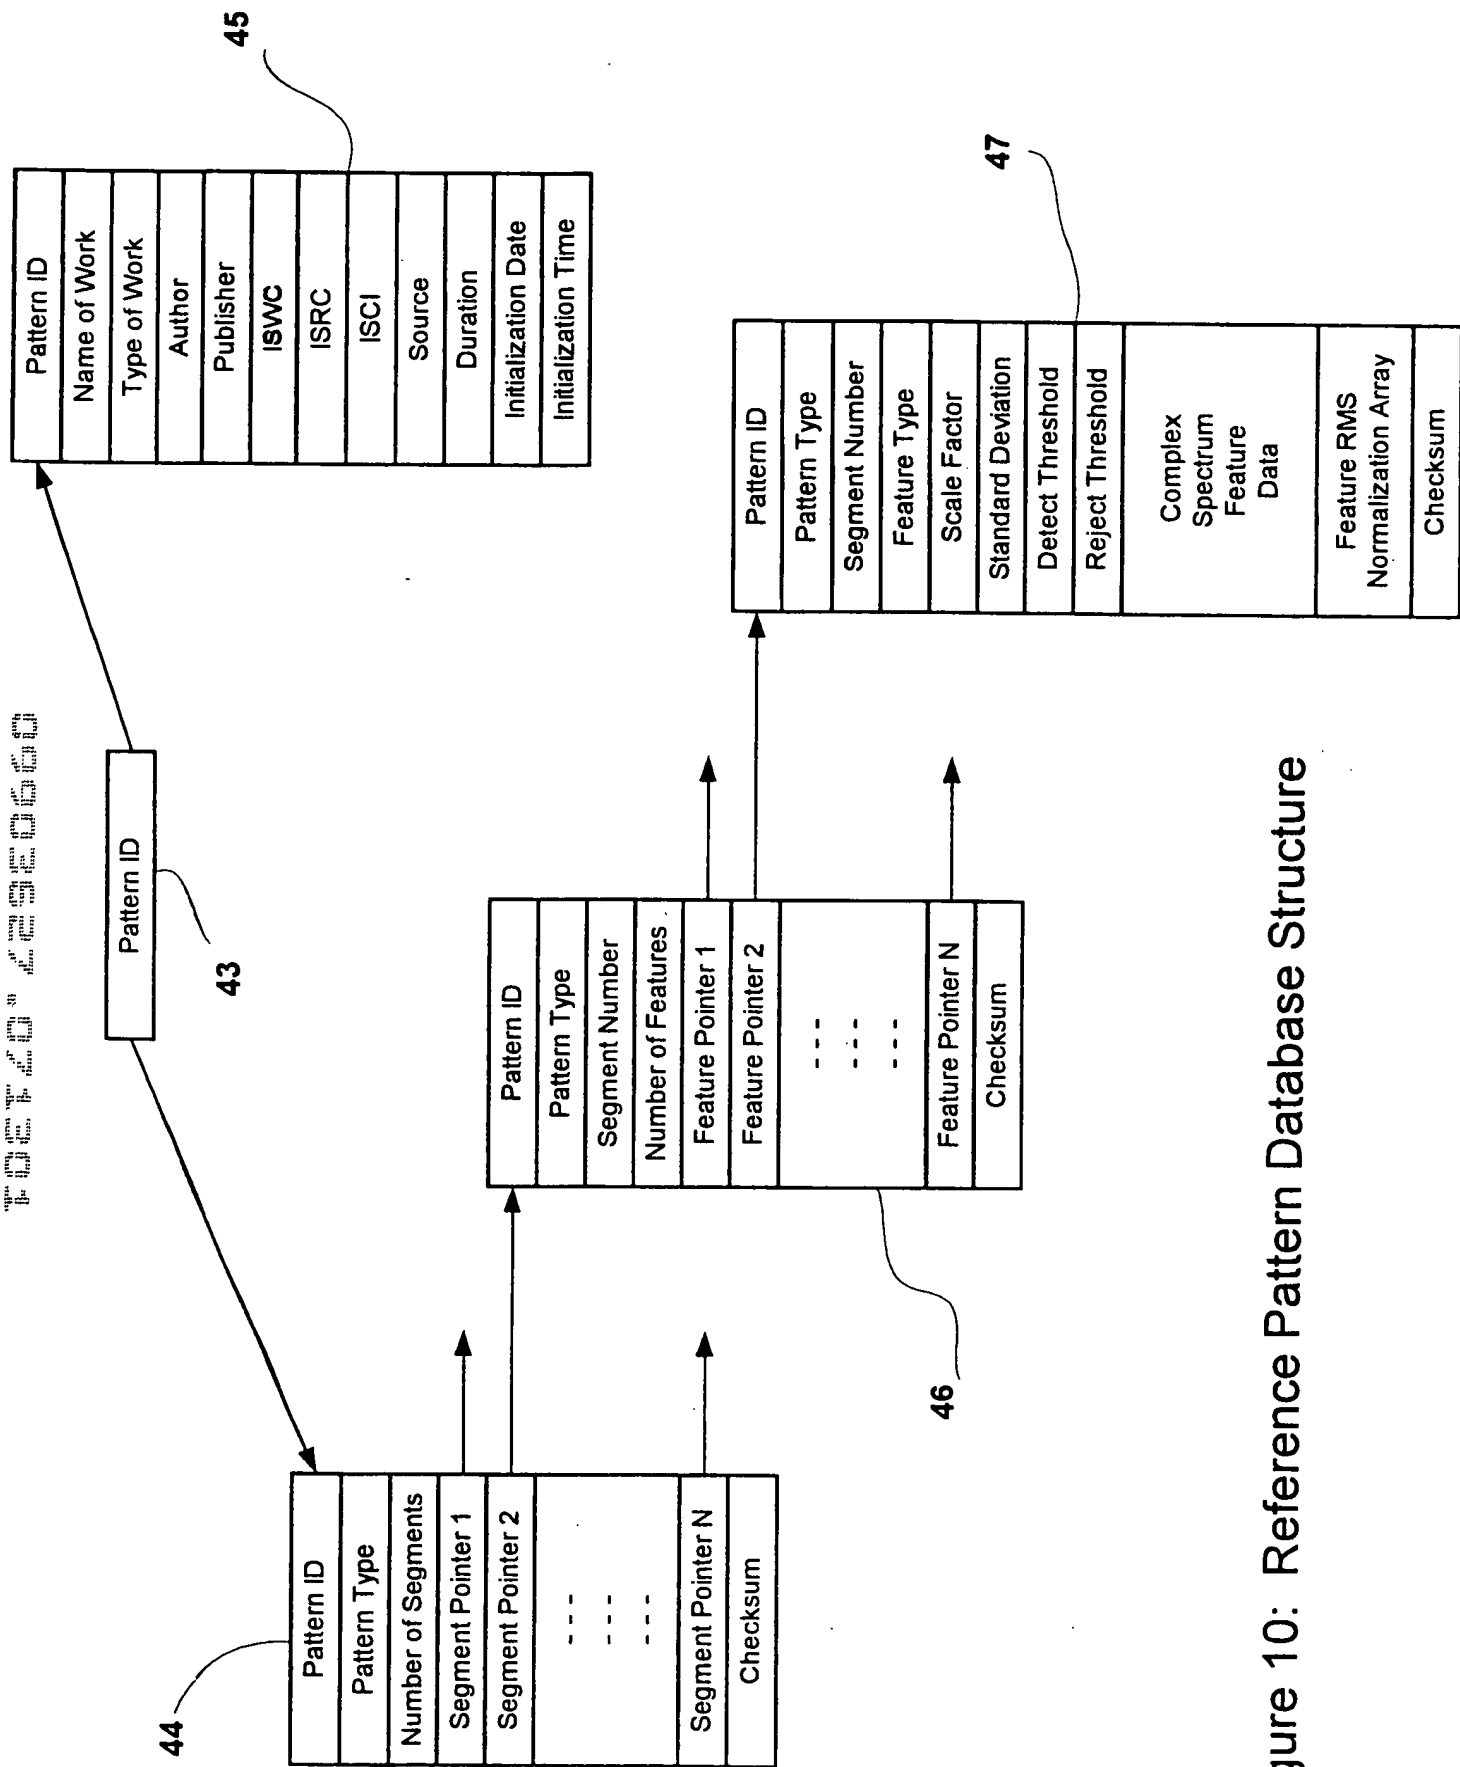 43
Pattern ID
44
Pattern ID
Pattern Type
Number of Segments
Segment Pointer 1
Segment Pointer 2
- - -
- - -
- - -
Segment Pointer N
Checksum
46
Pattern ID
Pattern Type
Segment Number
Number of Features
Feature Pointer 1
Feature Pointer 2
- - -
- - -
- - -
Feature Pointer N
Checksum
45
Pattern ID
Name of Work
Type of Work
Author
Publisher
ISWC
ISRC
ISCI
Source
Duration
Initialization Date
Initialization Time
47
Pattern ID
Pattern Type
Segment Number
Feature Type
Scale Factor
Standard Deviation
Detect Threshold
Reject Threshold
Complex
Spectrum
Feature
Data
Feature RMS
Normalization Array
Checksum
gure 10: Reference Pattern Database Structure